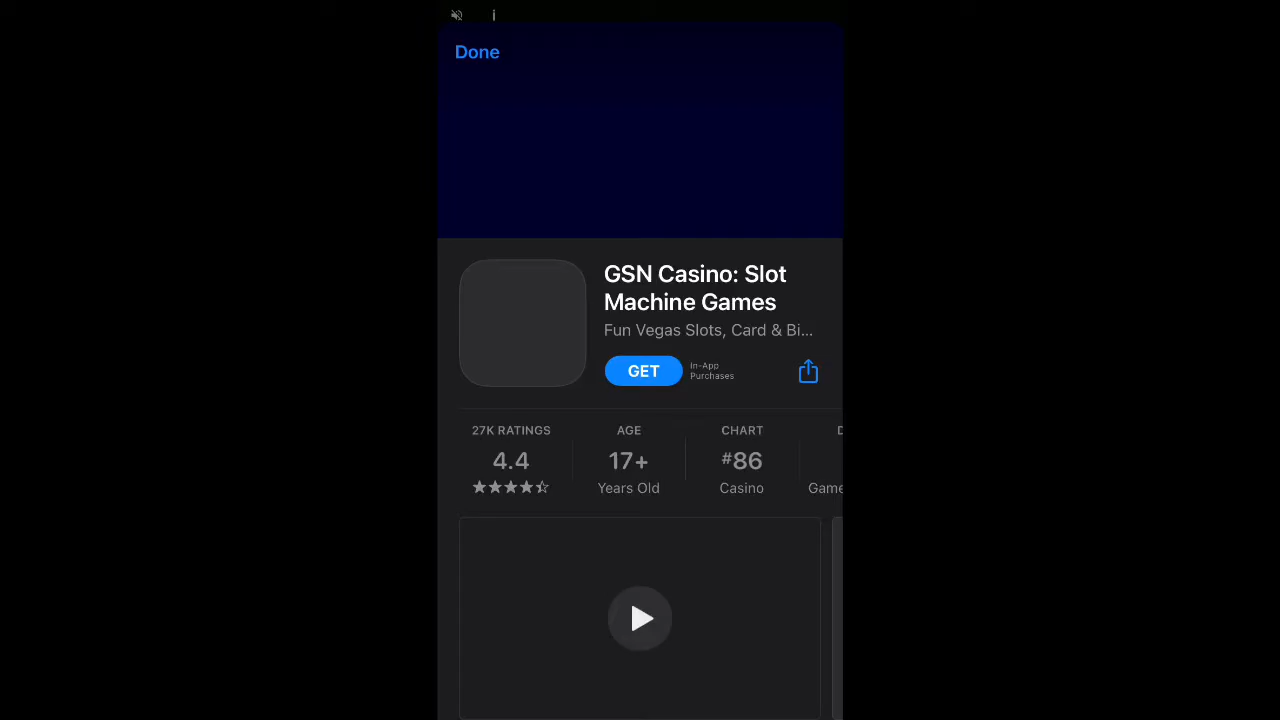 Done
GSN Casino: Slot
Machine Games
Fun Vegas Slots, Card & Bi...
GET
In-App
Purchases
27K RATINGS
4.4
AGE
17+
Years Old
CHART
#86
Casino
D
Game